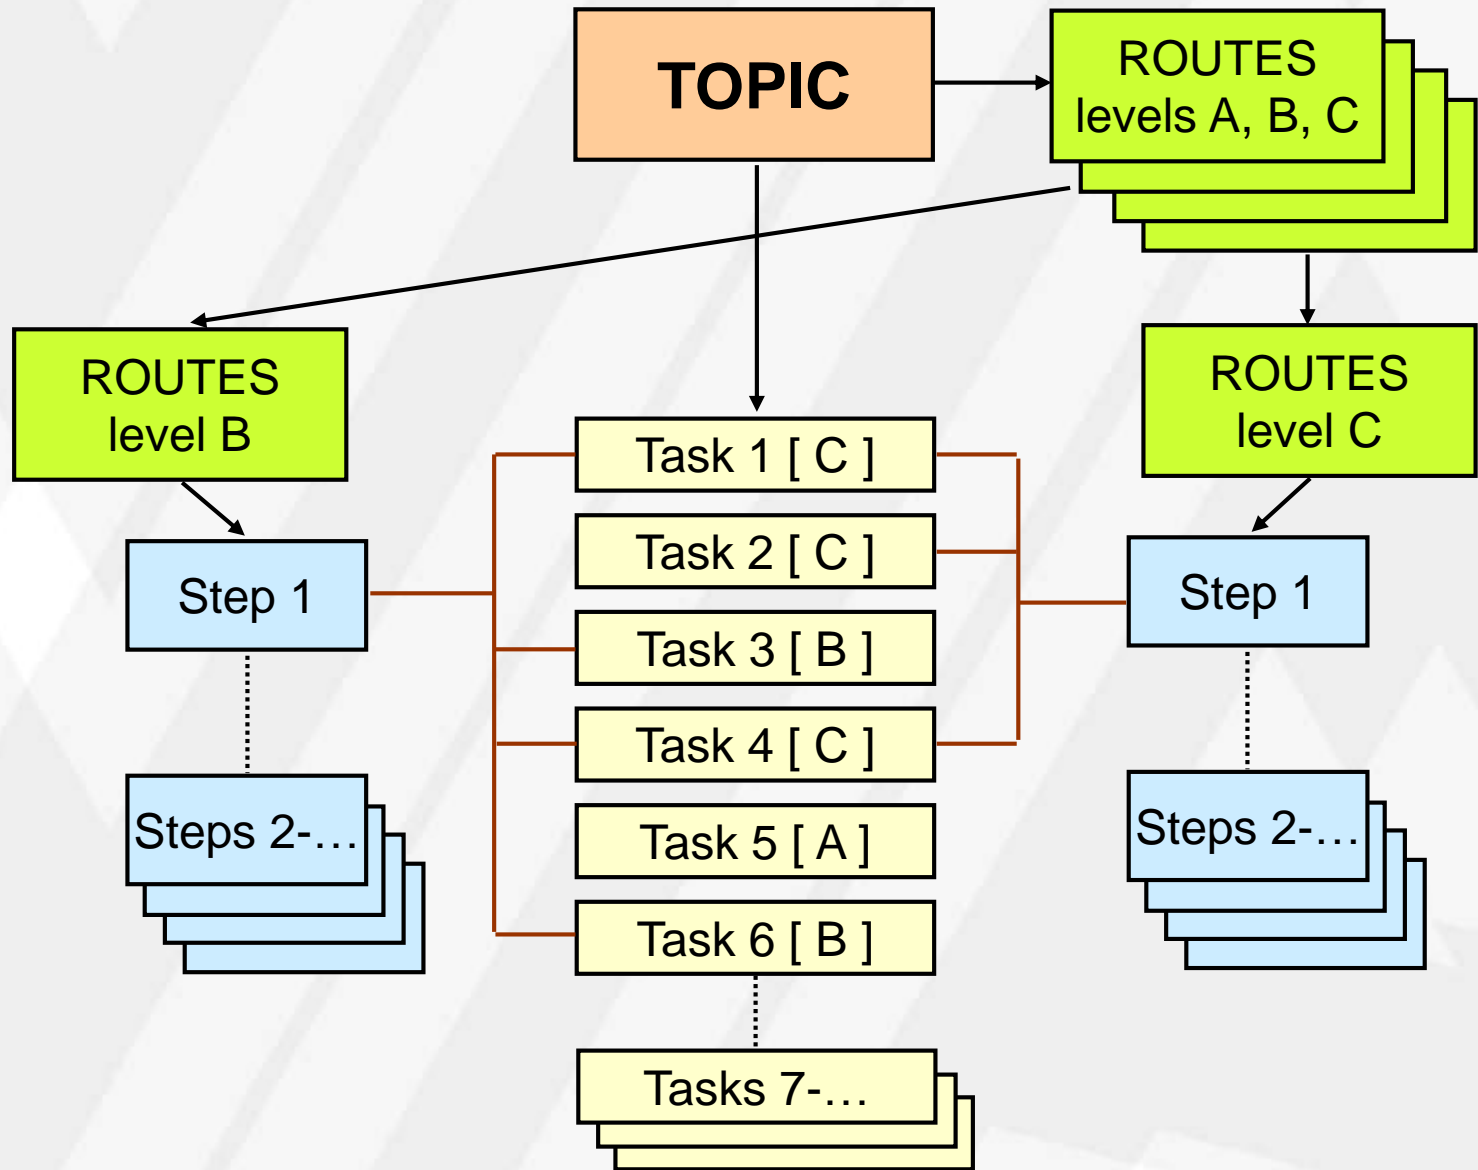 TOPIC
ROUTES
levels A, B, C
ROUTES
level B
ROUTES
level C
Task 1 [ C ]
Task 2 [ C ]
Task 3 [ B ]
Task 4 [ C ]
Task 5 [ A ]
Task 6 [ B ]
Tasks 7-…
Step 1
Steps 2-…
Step 1
Steps 2-…